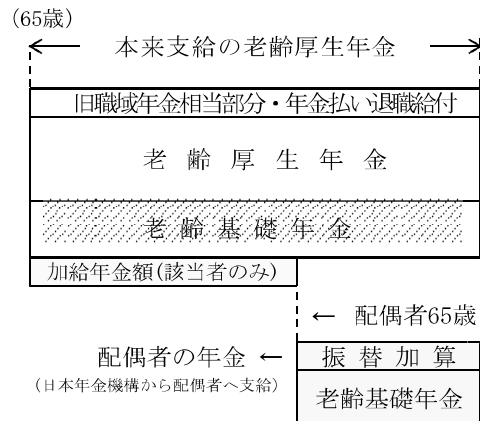 (65歳)
本来支給の老齢厚生年金
旧職域年金相当部分・年金払い退職給付
老齢厚生年金
老齢基礎年金
加給年金額(該当者のみ)
← 配偶者65歳
配偶者の年金 ←
(日本年金機構から配偶者へ支給)
振替加算
老齢基礎年金